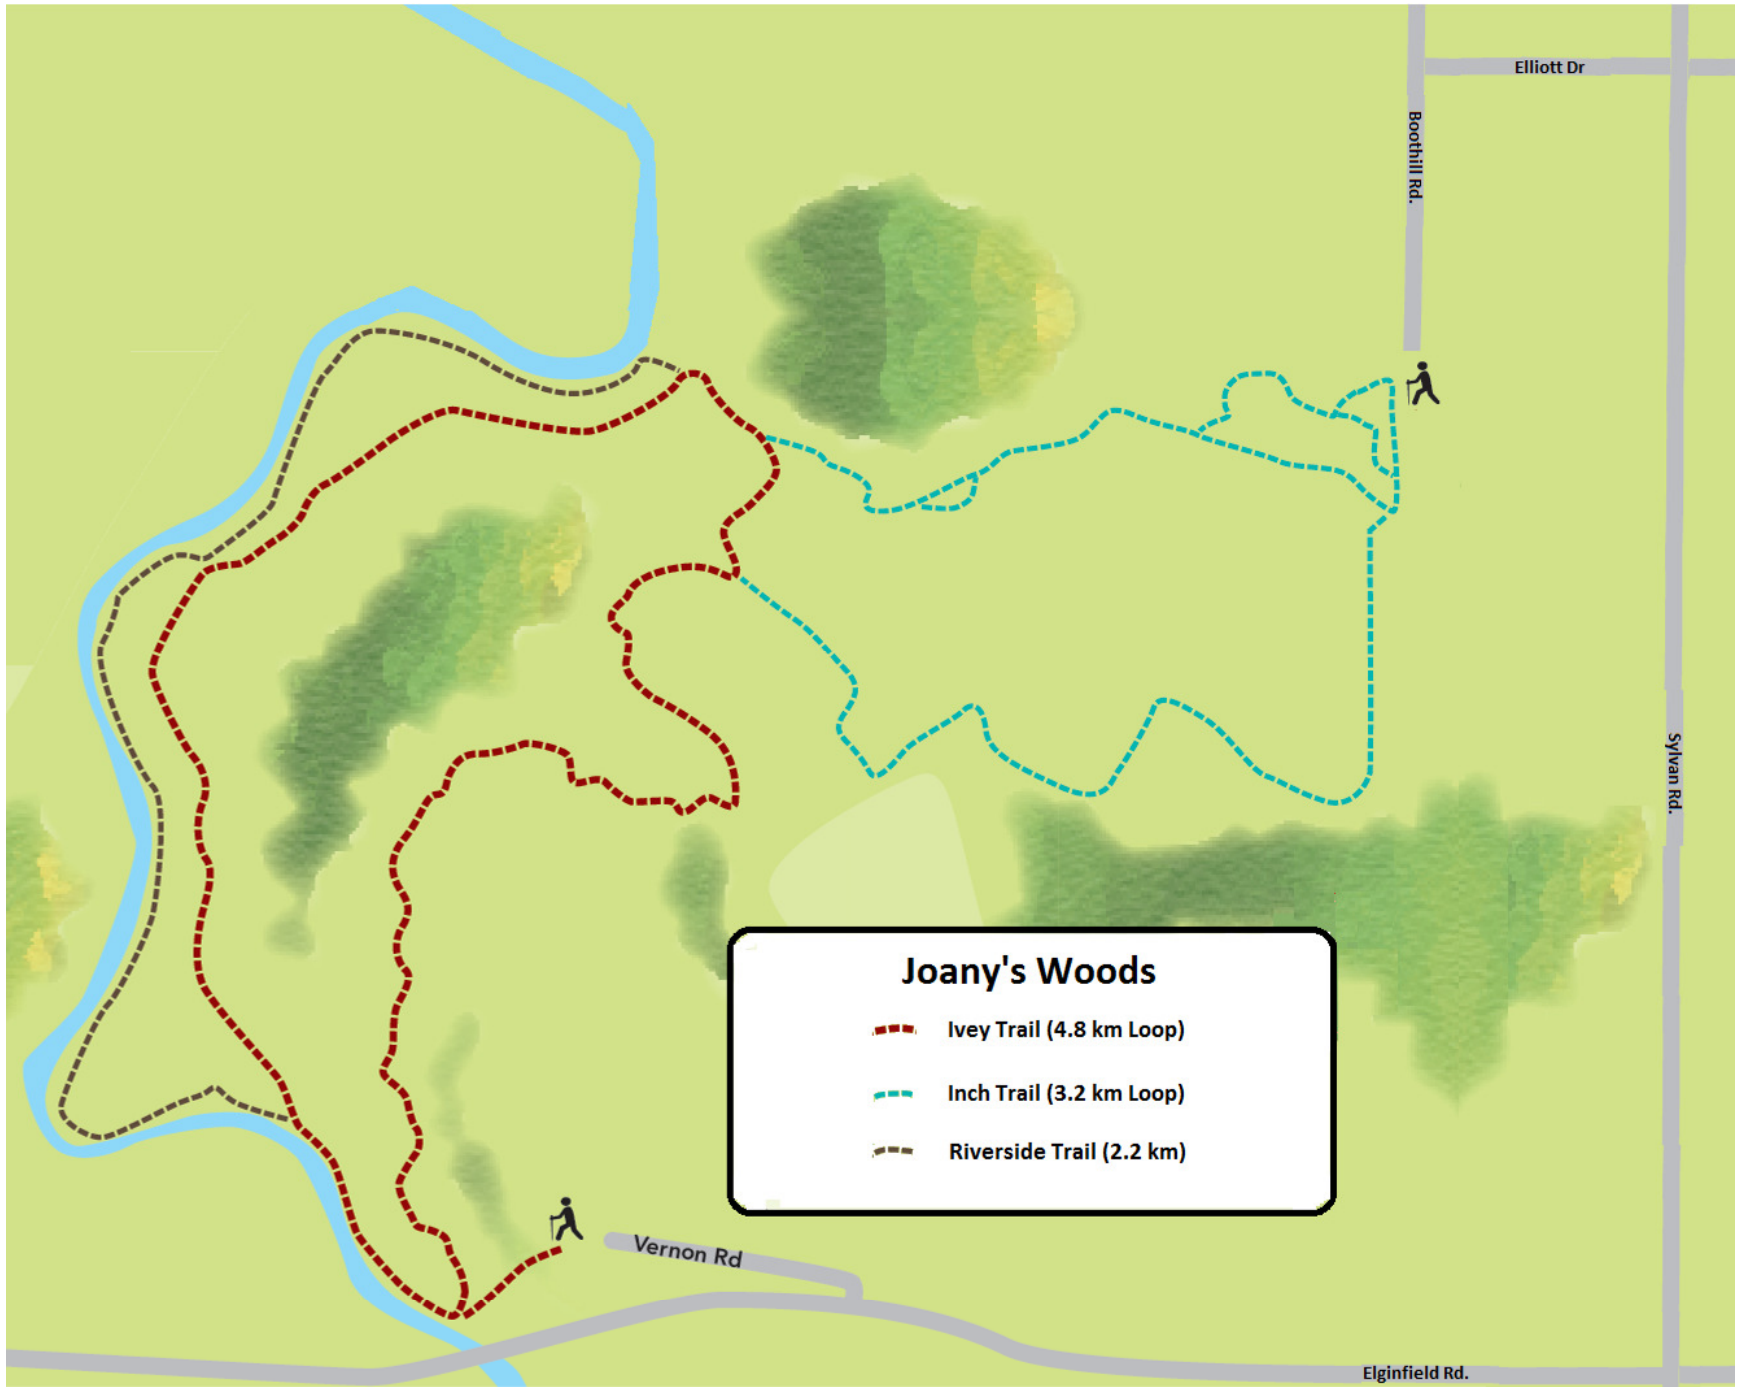 Elliott Dr
Boothill Rd.
Sylvan Rd.
Joany's Woods
Ivey Trail (4.8 km Loop)
Inch Trail (3.2 km Loop)
Riverside Trail (2.2 km)
Vernon Rd
Elginfield Rd.